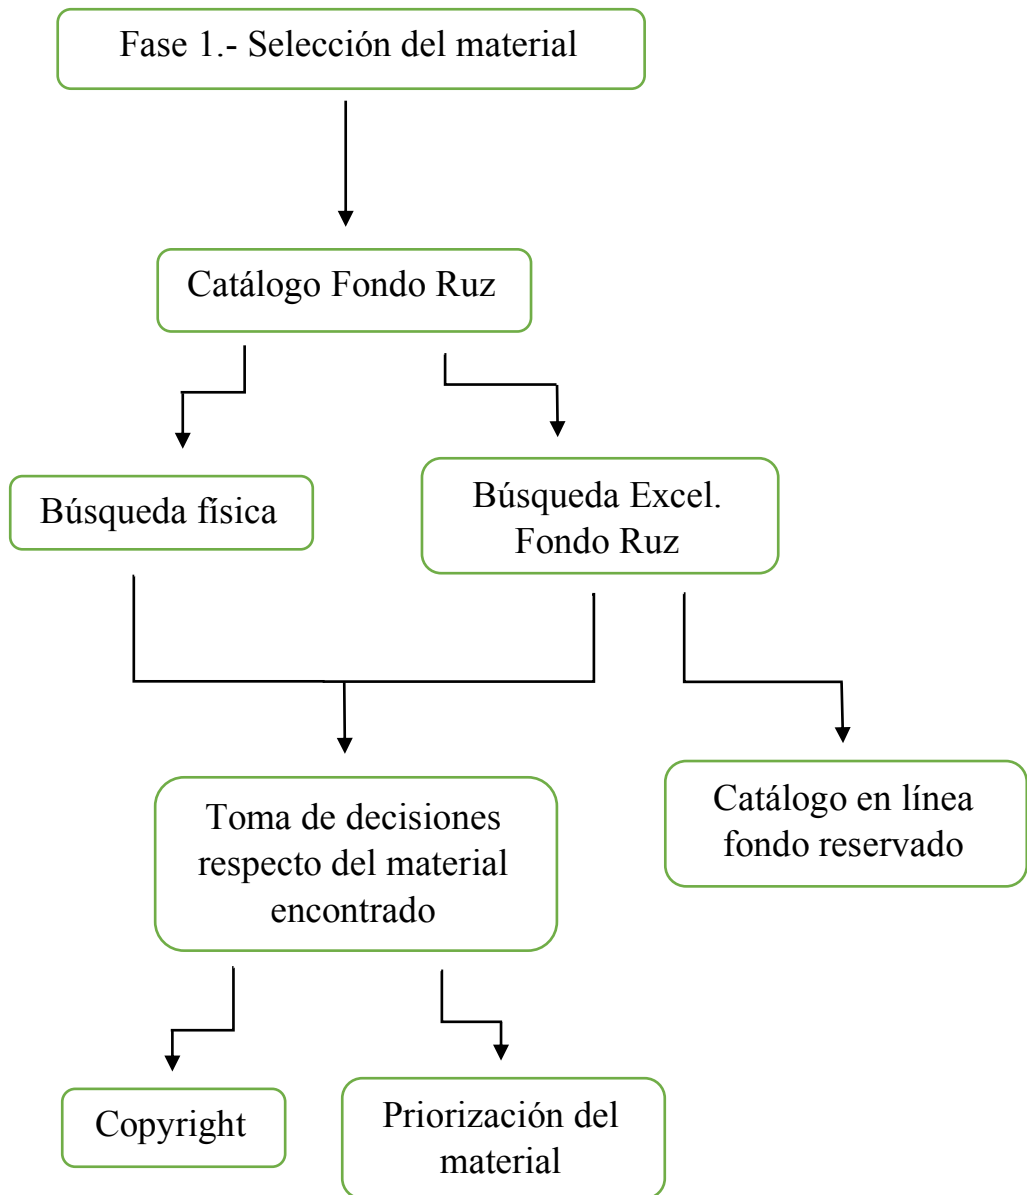 Fase 1.- Selección del material
Catálogo Fondo Ruz
Búsqueda física
Búsqueda Excel.
Fondo Ruz
Toma de decisiones
respecto del material
encontrado
Catálogo en línea
fondo reservado
Copyright
Priorización del
material